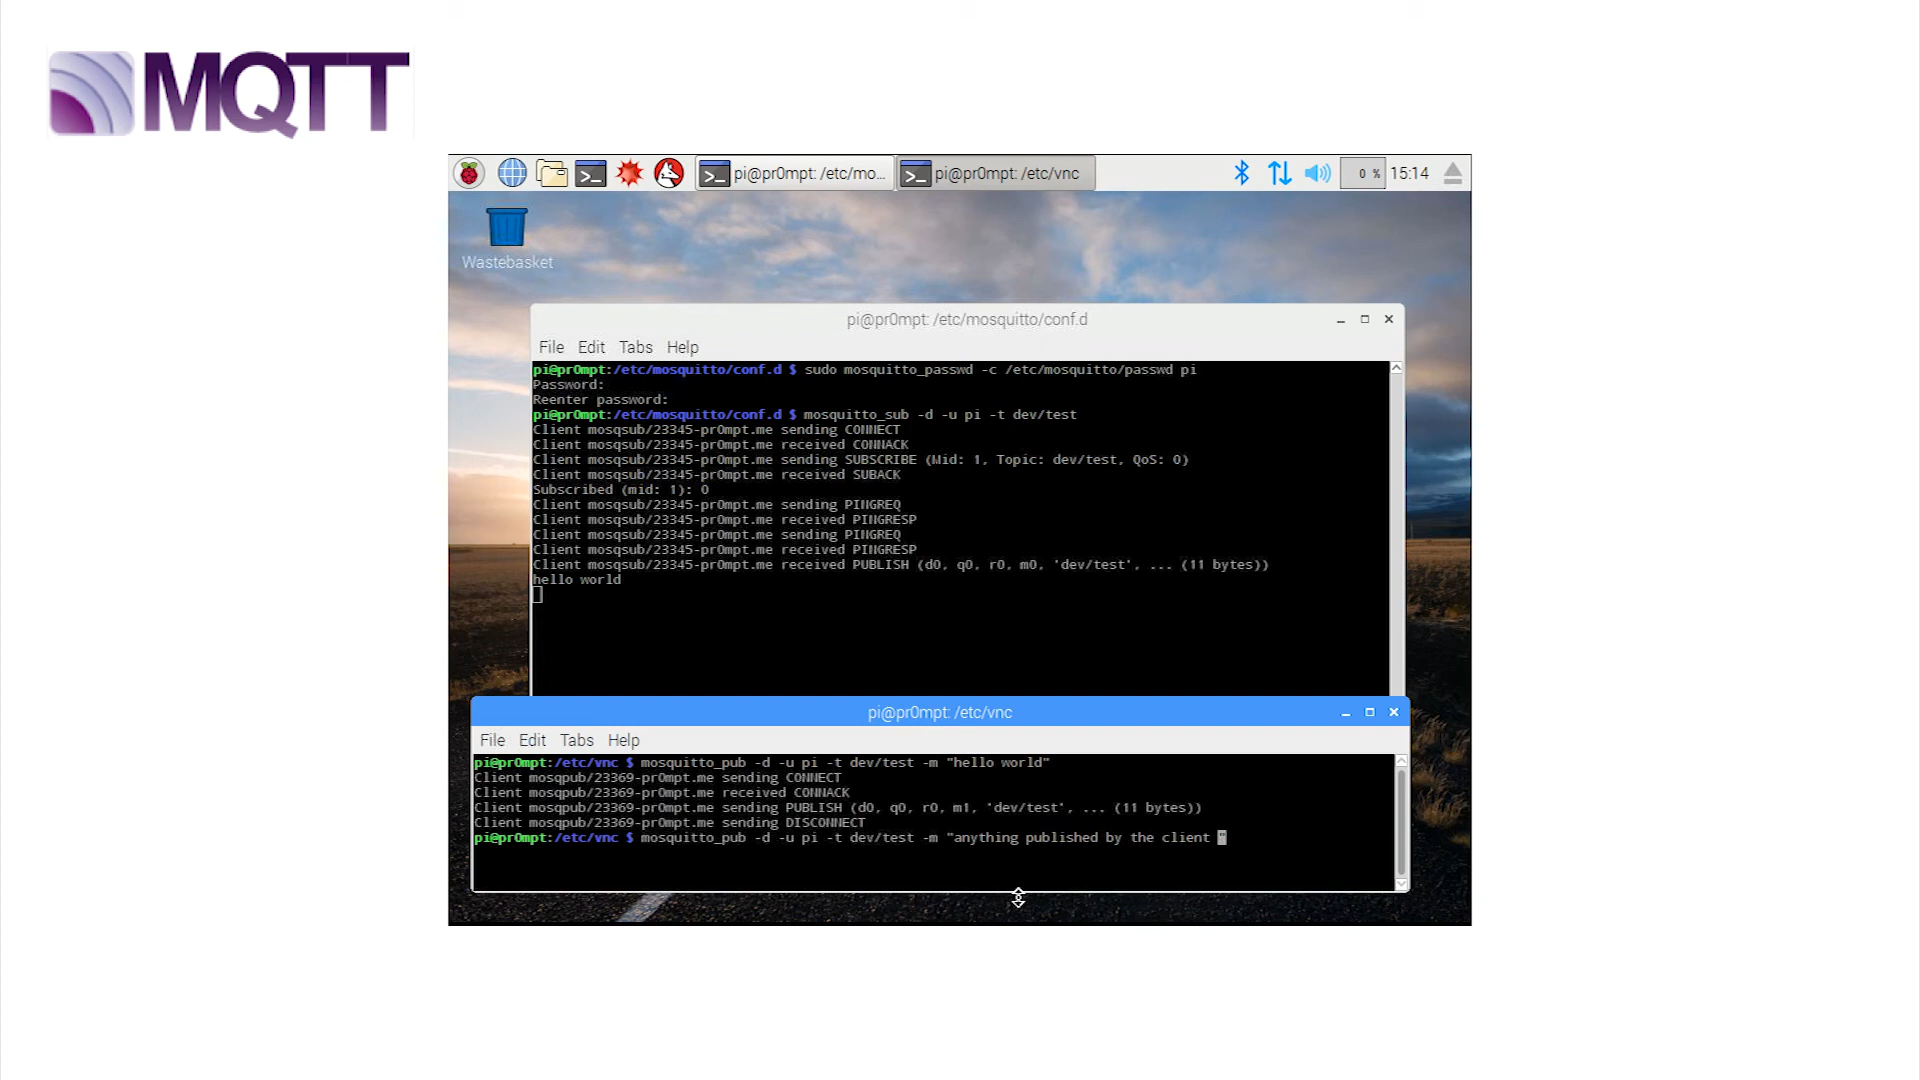 MQTT
pi@pr0mpt: /etc/mo...
pi@pr0mpt: /etc/vnc
0 %
15:14
Wastebasket
pi@pr0mpt: /etc/mosquitto/conf.d
File Edit Tabs Help
pi@pr0mpt:/etc/mosquitto/conf.d $ sudo mosquitto_passwd -c /etc/mosquitto/passwd pi
Password:
Reenter password:
pi@pr0mpt:/etc/mosquitto/conf.d $ mosquitto_sub -d -u pi -t dev/test
Client mosqsub/23345-pr0mpt.me sending CONNECT
Client mosqsub/23345-pr0mpt.me received CONNACK
Client mosqsub/23345-pr0mpt.me sending SUBSCRIBE (Mid: 1, Topic: dev/test, QoS: 0)
Client mosqsub/23345-pr0mpt.me received SUBACK
Subscribed (mid: 1): 0
Client mosqsub/23345-pr0mpt.me sending PINGREQ
Client mosqsub/23345-pr0mpt.me received PINGRESP
Client mosqsub/23345-pr0mpt.me sending PINGREQ
Client mosqsub/23345-pr0mpt.me received PINGRESP
Client mosqsub/23345-pr0mpt.me received PUBLISH (d0, q0, r0, m0, 'dev/test', ... (11 bytes))
hello world
pi@pr0mpt: /etc/vnc
File Edit Tabs Help
pi@pr0mpt:/etc/vnc $ mosquitto_pub -d -u pi -t dev/test -m "hello world"
Client mosqpub/23369-pr0mpt.me sending CONNECT
Client mosqpub/23369-pr0mpt.me received CONNACK
Client mosqpub/23369-pr0mpt.me sending PUBLISH (d0, q0, r0, m1, 'dev/test', ... (11 bytes))
Client mosqpub/23369-pr0mpt.me sending DISCONNECT
pi@pr0mpt:/etc/vnc $ mosquitto_pub -d -u pi -t dev/test -m "anything published by the client "